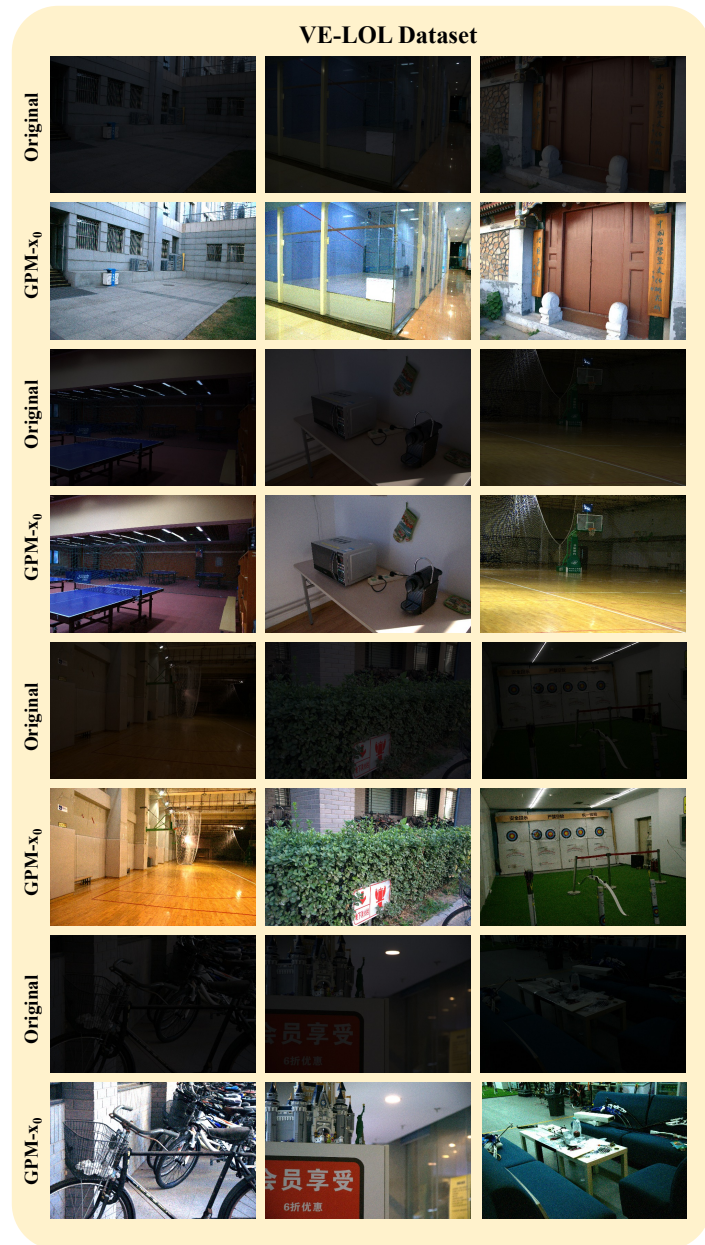 VE-LOL Dataset
Original
GPM-x₀
Original
GPM-x₀
Original
GPM-x₀
Original
会员享受
6折优惠
GPM-x₀
会员享受
6折优惠